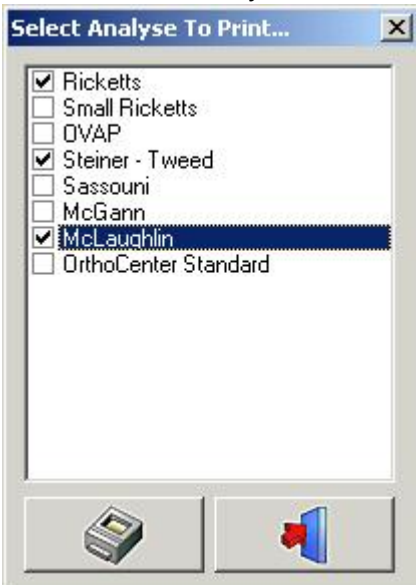 Select Analyse To Print...
Ricketts
Small Ricketts
OVAP
Steiner - Tweed
Sassouni
McGann
McLaughlin
OrthoCenter Standard